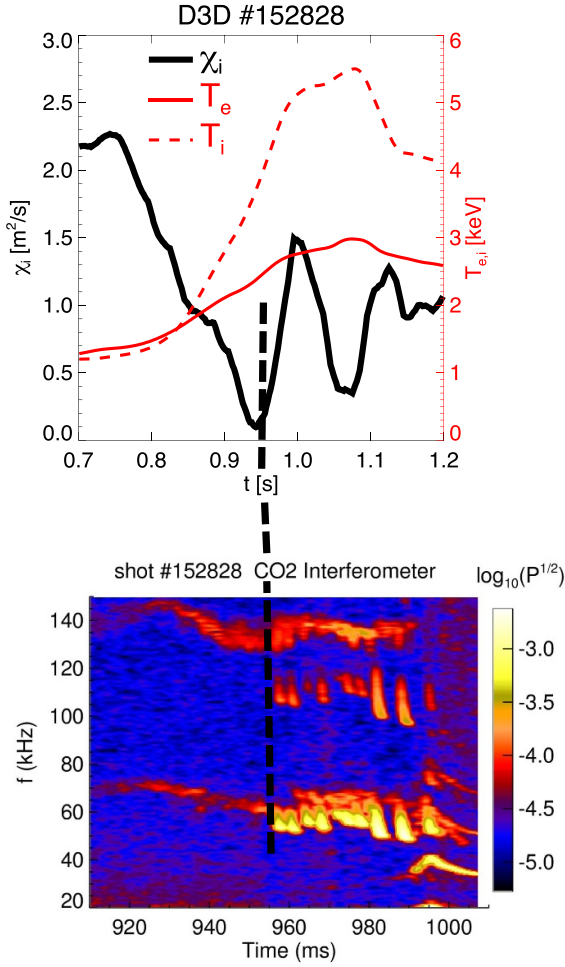 D3D #152828
3.0
2.5
2.0
1.5
1.0
0.5
0.0
χi [m²/s]
χi
Te
Ti
6
5
4
3
2
1
0
Te,i [keV]
0.7 0.8 0.9 1.0 1.1 1.2
t [s]
shot #152828 CO2 Interferometer
log10(P1/2)
140
120
100
80
60
40
20
f (kHz)
-3.0
-3.5
-4.0
-4.5
-5.0
920 940 960 980 1000
Time (ms)